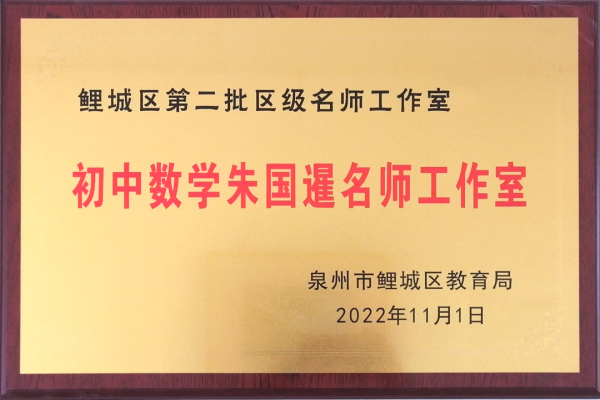 鲤城区第二批区级名师工作室
初中数学朱国暹名师工作室
泉州市鲤城区教育局
2022年11月1日